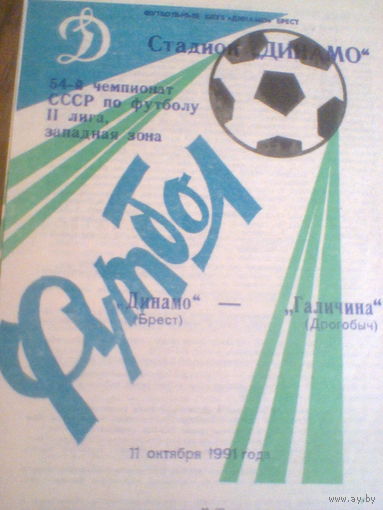 ФУТБОЛЬНЫЙ КЛУБ «ДИНАМО» БРЕСТ
Стадион „ДИНАМО“
54-й чемпионат
СССР по футболу
II лига,
западная зона
Футбол
„Динамо“ — „Галичина“
(Брест) (Дрогобыч)
11 октября 1991 года
www.ay.by